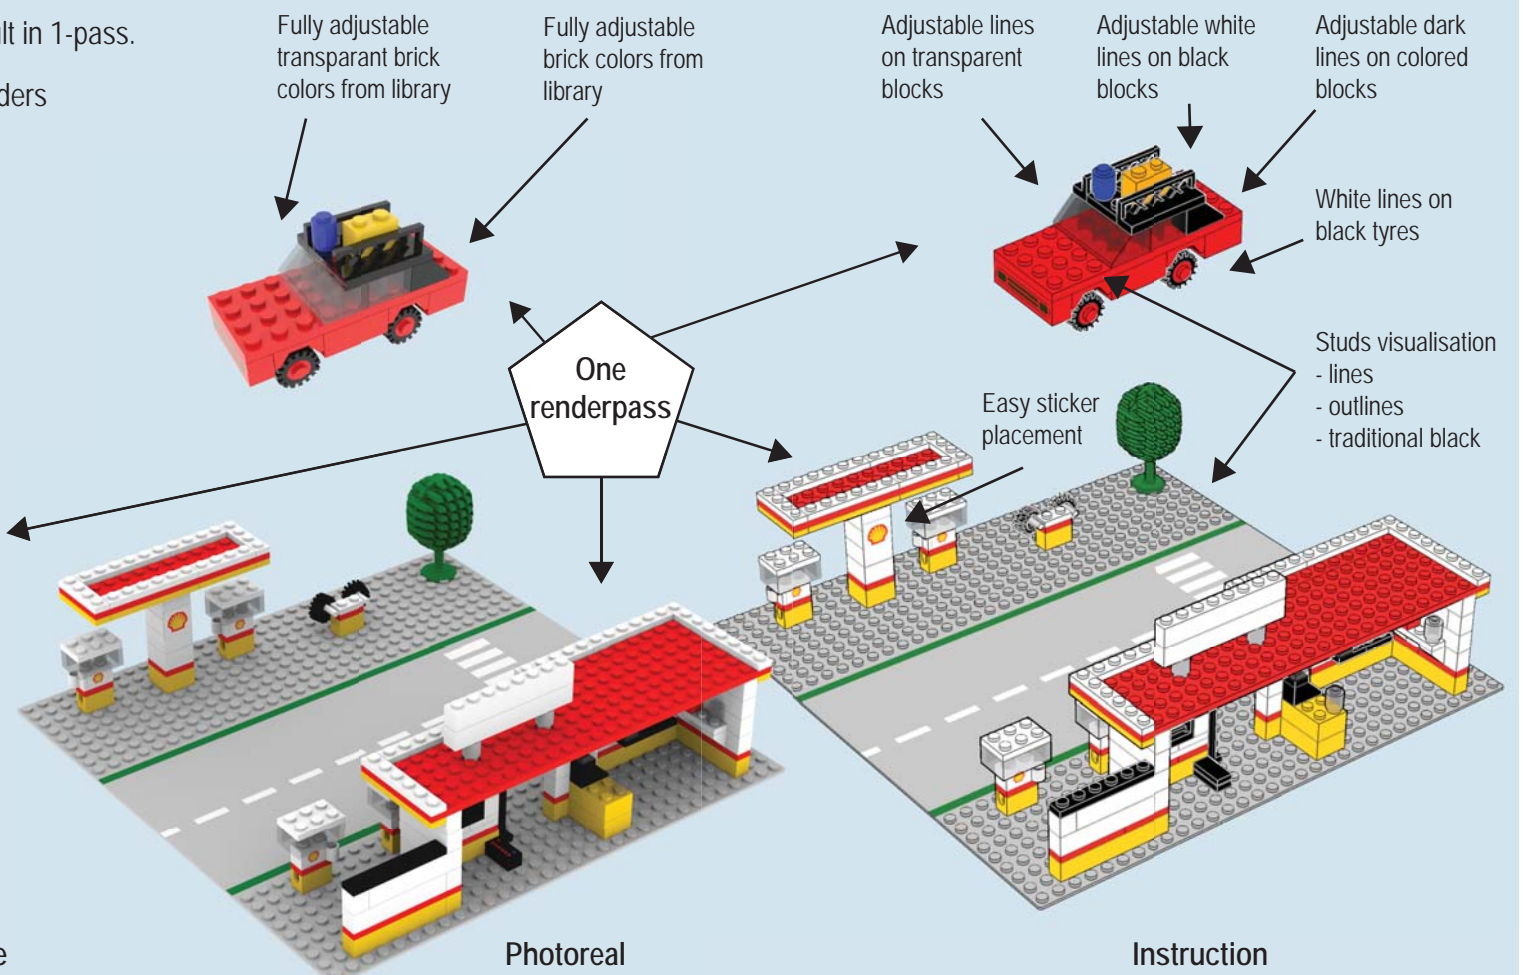 ult in 1-pass.
ders
Fully adjustable
transparant brick
colors from library
Fully adjustable
brick colors from
library
Adjustable lines
on transparent
blocks
Adjustable white
lines on black
blocks
Adjustable dark
lines on colored
blocks
White lines on
black tyres
Studs visualisation
- lines
- outlines
- traditional black
One
renderpass
Easy sticker
placement
e
Photoreal
Instruction